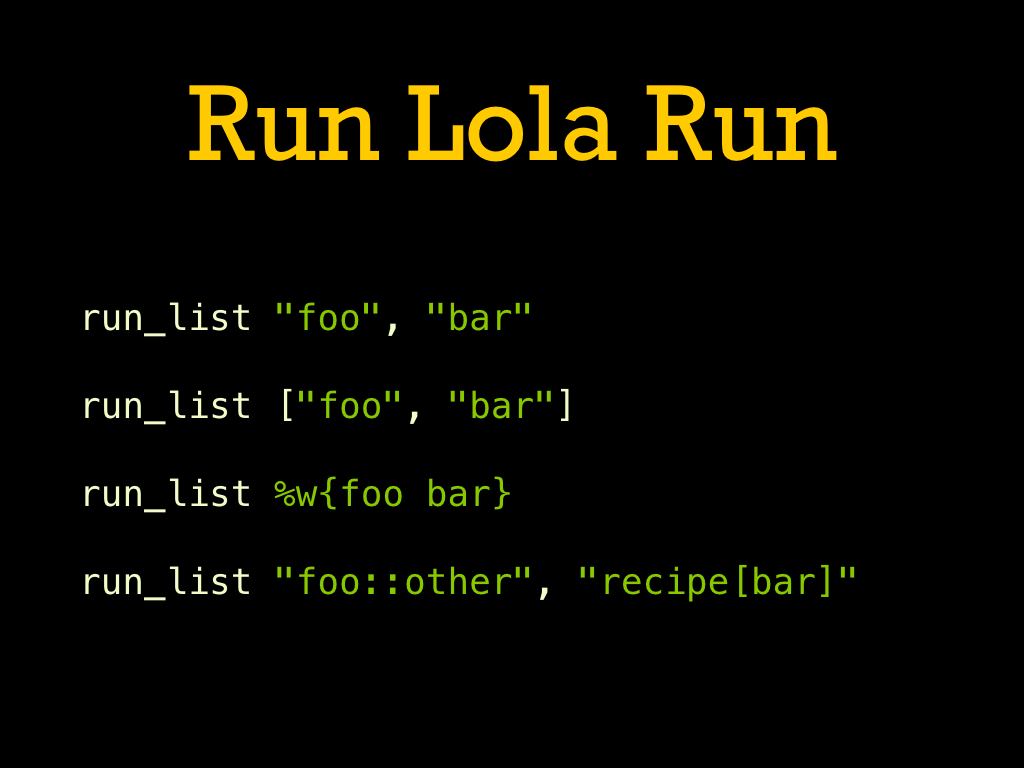 Run Lola Run
run_list "foo", "bar"
run_list ["foo", "bar"]
run_list %w{foo bar}
run_list "foo::other", "recipe[bar]"